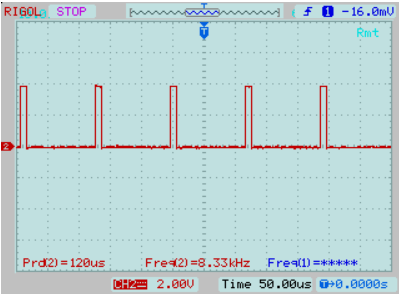 RIGOL STOP 1 -16.0mV
T
Rmt
2
Prd(2)=120us Freq(2)=8.33kHz Freq(1)=*****
CH2 2.00V Time 50.00us T→0.0000s